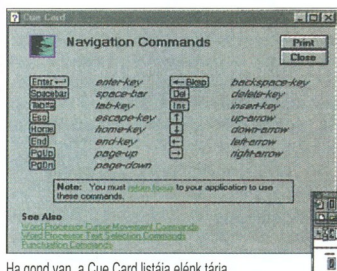 Cue Card
Navigation Commands
Print
Close
Enter enter-key
Spacebar space-bar
Tab tab-key
Esc escape-key
Home home-key
End end-key
PgUp page-up
PgDn page-down
← Bksp backspace-key
Del delete-key
Ins insert-key
↑ up-arrow
↓ down-arrow
← left-arrow
→ right-arrow
Note: You must return focus to your application to use
these commands.
See Also
Word Processor Cursor Movement Commands
Word Processor Text Selection Commands
Punctuation Commands
Ha gond van, a Cue Card listája elénk tárja